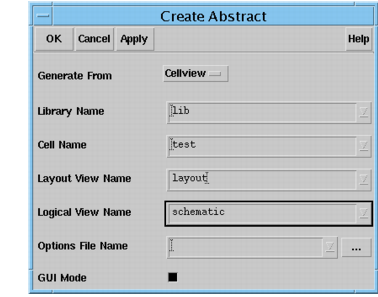 Create Abstract
OK Cancel Apply Help
Generate From Cellview
Library Name lib
Cell Name test
Layout View Name layout
Logical View Name schematic
Options File Name ...
GUI Mode